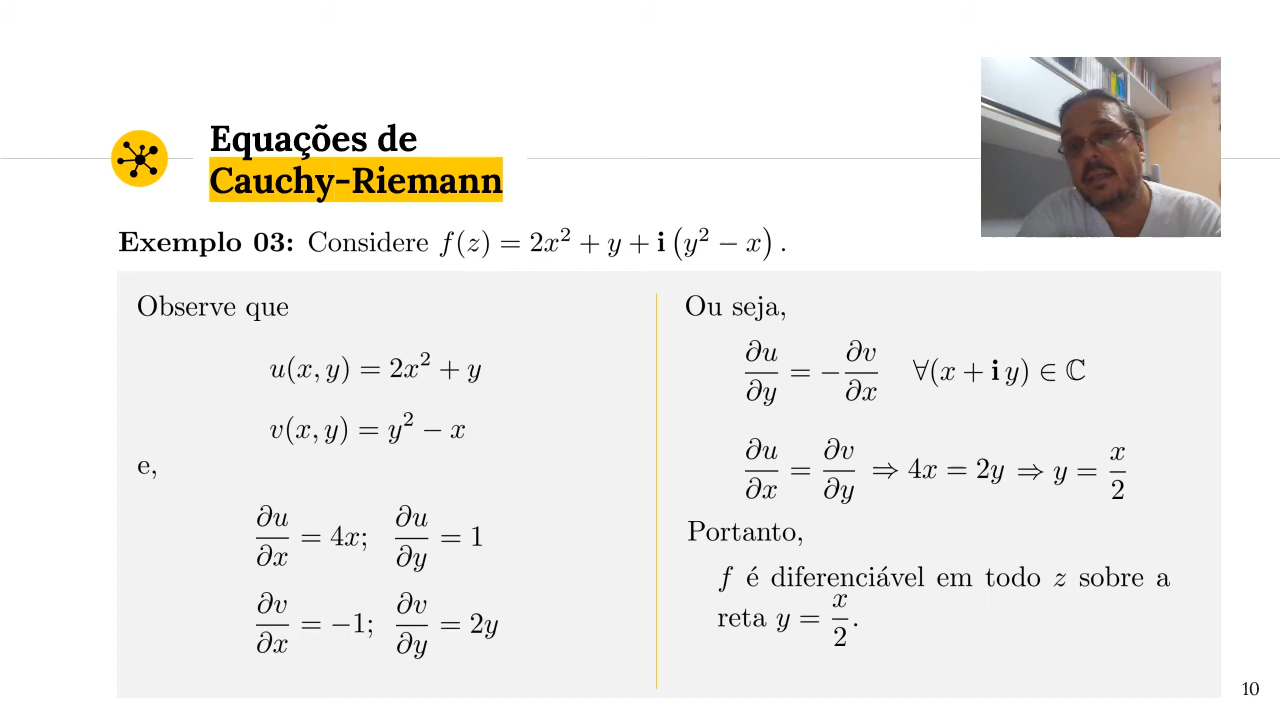 Equações de
Cauchy-Riemann
Exemplo 03: Considere f(z) = 2x² + y + i (y² − x) .
Observe que
u(x, y) = 2x² + y
v(x, y) = y² − x
e,
∂u/∂x = 4x; ∂u/∂y = 1
∂v/∂x = −1; ∂v/∂y = 2y
Ou seja,
∂u/∂y = −∂v/∂x ∀(x + i y) ∈ ℂ
∂u/∂x = ∂v/∂y ⇒ 4x = 2y ⇒ y = x/2
Portanto,
f é diferenciável em todo z sobre a
reta y = x/2.
10